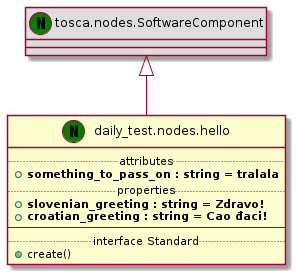 N tosca.nodes.SoftwareComponent
N daily_test.nodes.hello
attributes
something_to_pass_on : string = tralala
properties
slovenian_greeting : string = Zdravo!
croatian_greeting : string = Cao đaci!
interface Standard
create()